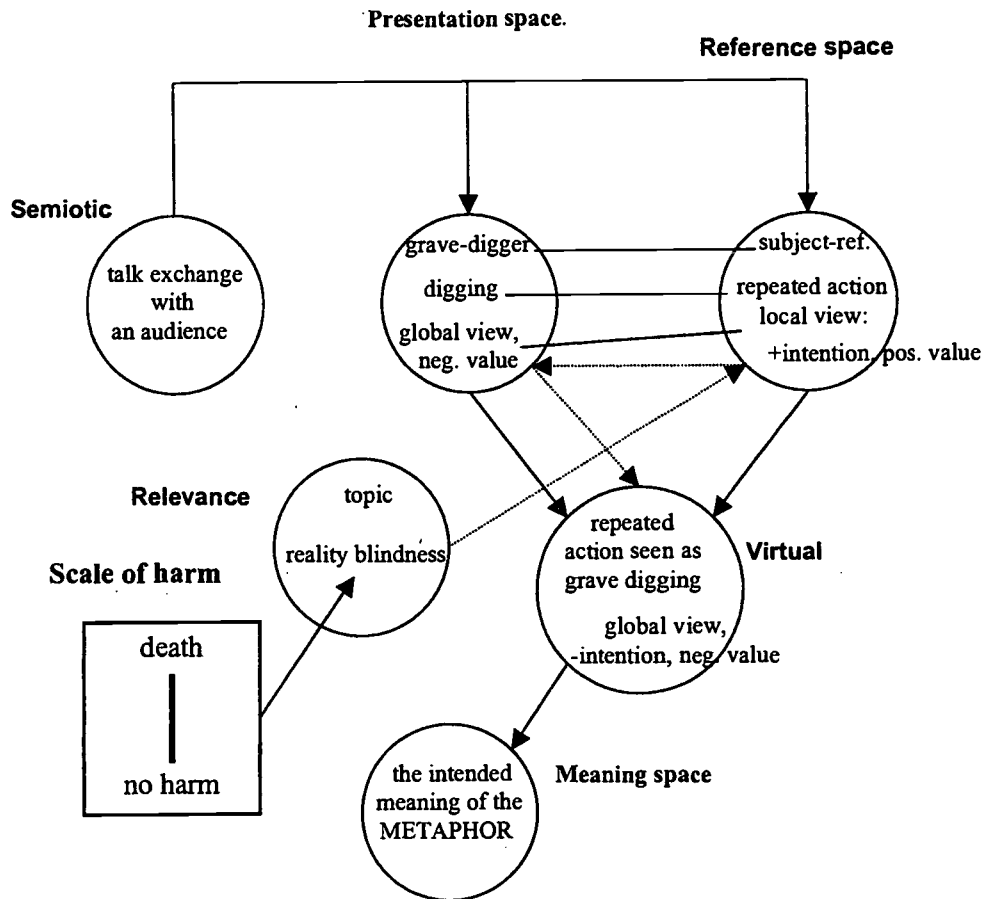 Presentation space.
Reference space
Semiotic
talk exchange
with
an audience
grave-digger
digging
global view,
neg. value
subject-ref.
repeated action
local view:
+intention, pos. value
Relevance
topic
reality blindness
Scale of harm
death
no harm
repeated
action seen as
grave digging
global view,
-intention, neg. value
Virtual
the intended
meaning of the
METAPHOR
Meaning space